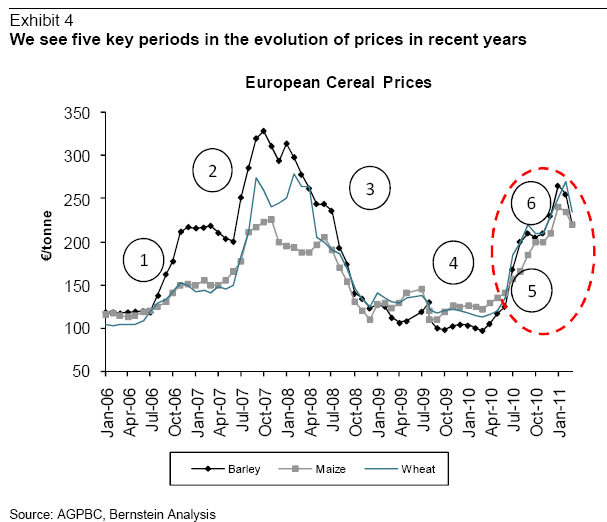 Exhibit 4
We see five key periods in the evolution of prices in recent years
European Cereal Prices
€/tonne
350
300
250
200
150
100
50
1
2
3
4
5
6
Jan-06
Apr-06
Jul-06
Oct-06
Jan-07
Apr-07
Jul-07
Oct-07
Jan-08
Apr-08
Jul-08
Oct-08
Jan-09
Apr-09
Jul-09
Oct-09
Jan-10
Apr-10
Jul-10
Oct-10
Jan-11
Barley Maize Wheat
Source: AGPBC, Bernstein Analysis